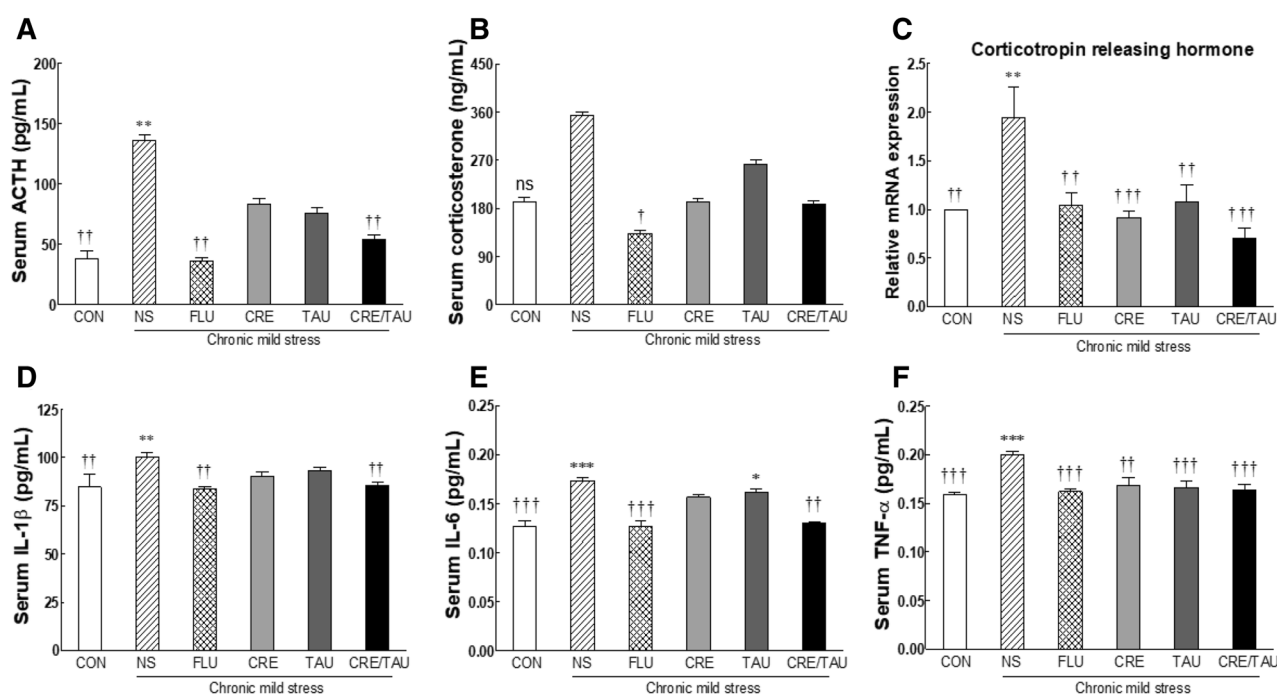 A
Serum ACTH (pg/mL)
200
150
100
50
0
††
**
††
††
CON NS FLU CRE TAU CRE/TAU
Chronic mild stress
B
Serum corticosterone (ng/mL)
450
360
270
180
90
0
ns
†
CON NS FLU CRE TAU CRE/TAU
Chronic mild stress
C
Corticotropin releasing hormone
Relative mRNA expression
2.5
2.0
1.5
1.0
0.5
0.0
††
**
††
†††
††
†††
CON NS FLU CRE TAU CRE/TAU
Chronic mild stress
D
Serum IL-1β (pg/mL)
125
100
75
50
25
0
††
**
††
††
CON NS FLU CRE TAU CRE/TAU
Chronic mild stress
E
Serum IL-6 (pg/mL)
0.25
0.20
0.15
0.10
0.05
0.00
†††
***
†††
*
††
CON NS FLU CRE TAU CRE/TAU
Chronic mild stress
F
Serum TNF-α (pg/mL)
0.25
0.20
0.15
0.10
0.05
0.00
†††
***
†††
††
†††
†††
CON NS FLU CRE TAU CRE/TAU
Chronic mild stress